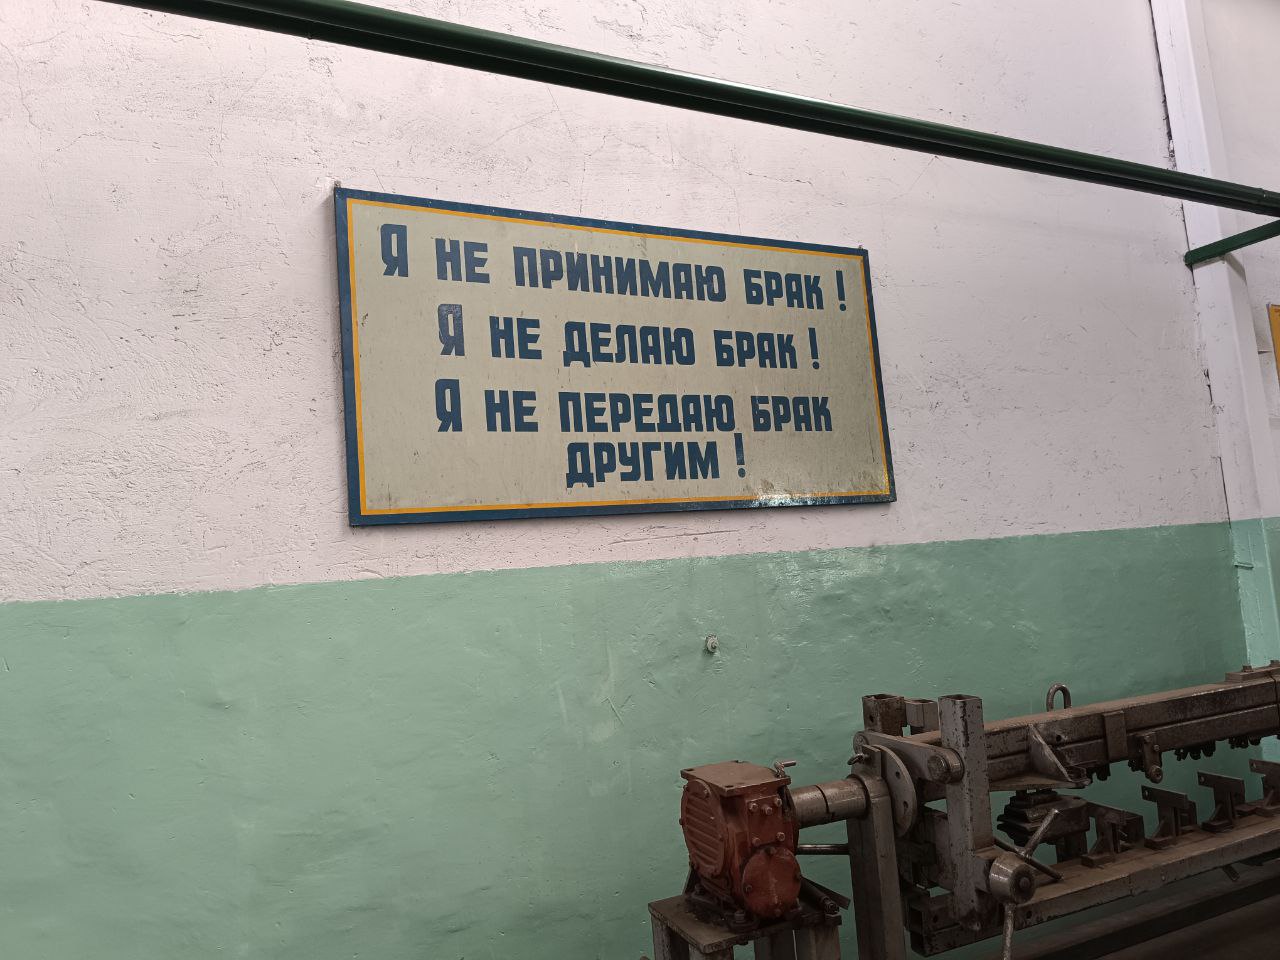 Я НЕ ПРИНИМАЮ БРАК !
Я НЕ ДЕЛАЮ БРАК !
Я НЕ ПЕРЕДАЮ БРАК
ДРУГИМ !